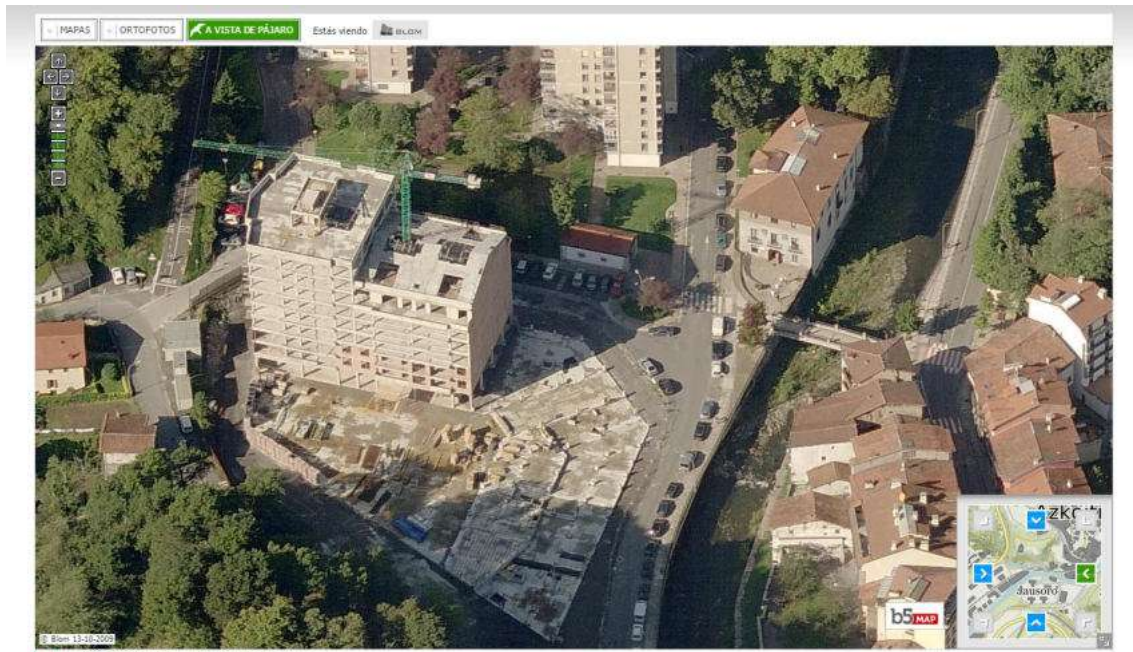 MAPAS
ORTOFOTOS
A VISTA DE PÁJARO
Estás viendo
BLOM
Jausoro
b5 MAP
© Blom 13-10-2009